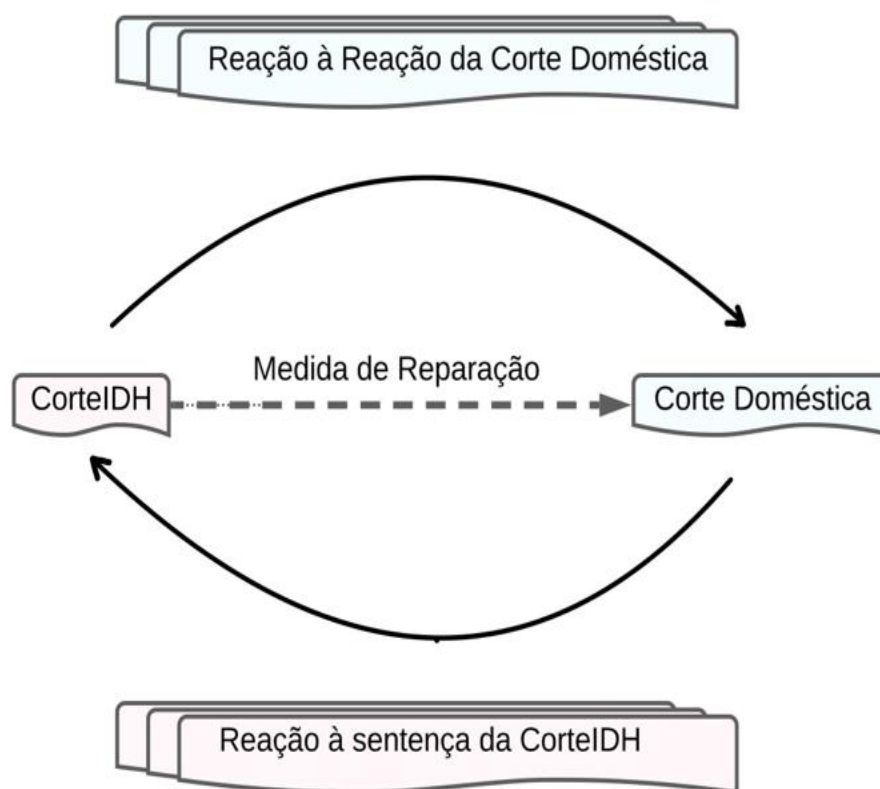 Reação à Reação da Corte Doméstica
Medida de Reparação
CorteIDH
Corte Doméstica
Reação à sentença da CorteIDH